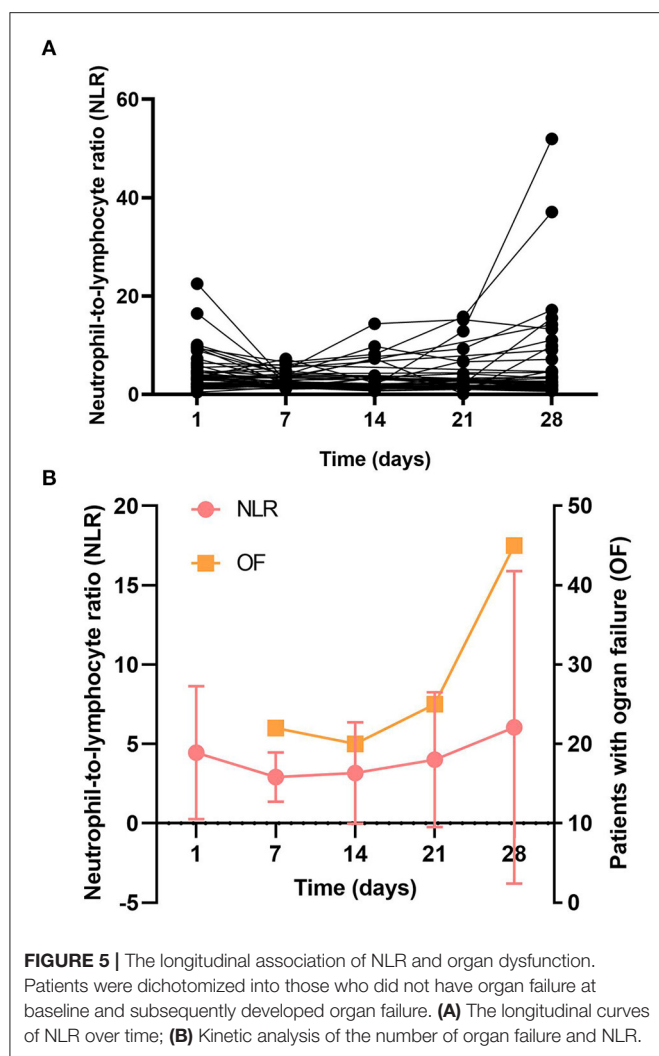 A
Neutrophil-to-lymphocyte ratio (NLR)
60
40
20
0
1 7 14 21 28
Time (days)
B
Neutrophil-to-lymphocyte ratio (NLR)
20
15
10
5
0
-5
NLR
OF
50
40
30
20
10
0
Patients with ogran failure (OF)
1 7 14 21 28
Time (days)
FIGURE 5 | The longitudinal association of NLR and organ dysfunction.
Patients were dichotomized into those who did not have organ failure at
baseline and subsequently developed organ failure. (A) The longitudinal curves
of NLR over time; (B) Kinetic analysis of the number of organ failure and NLR.